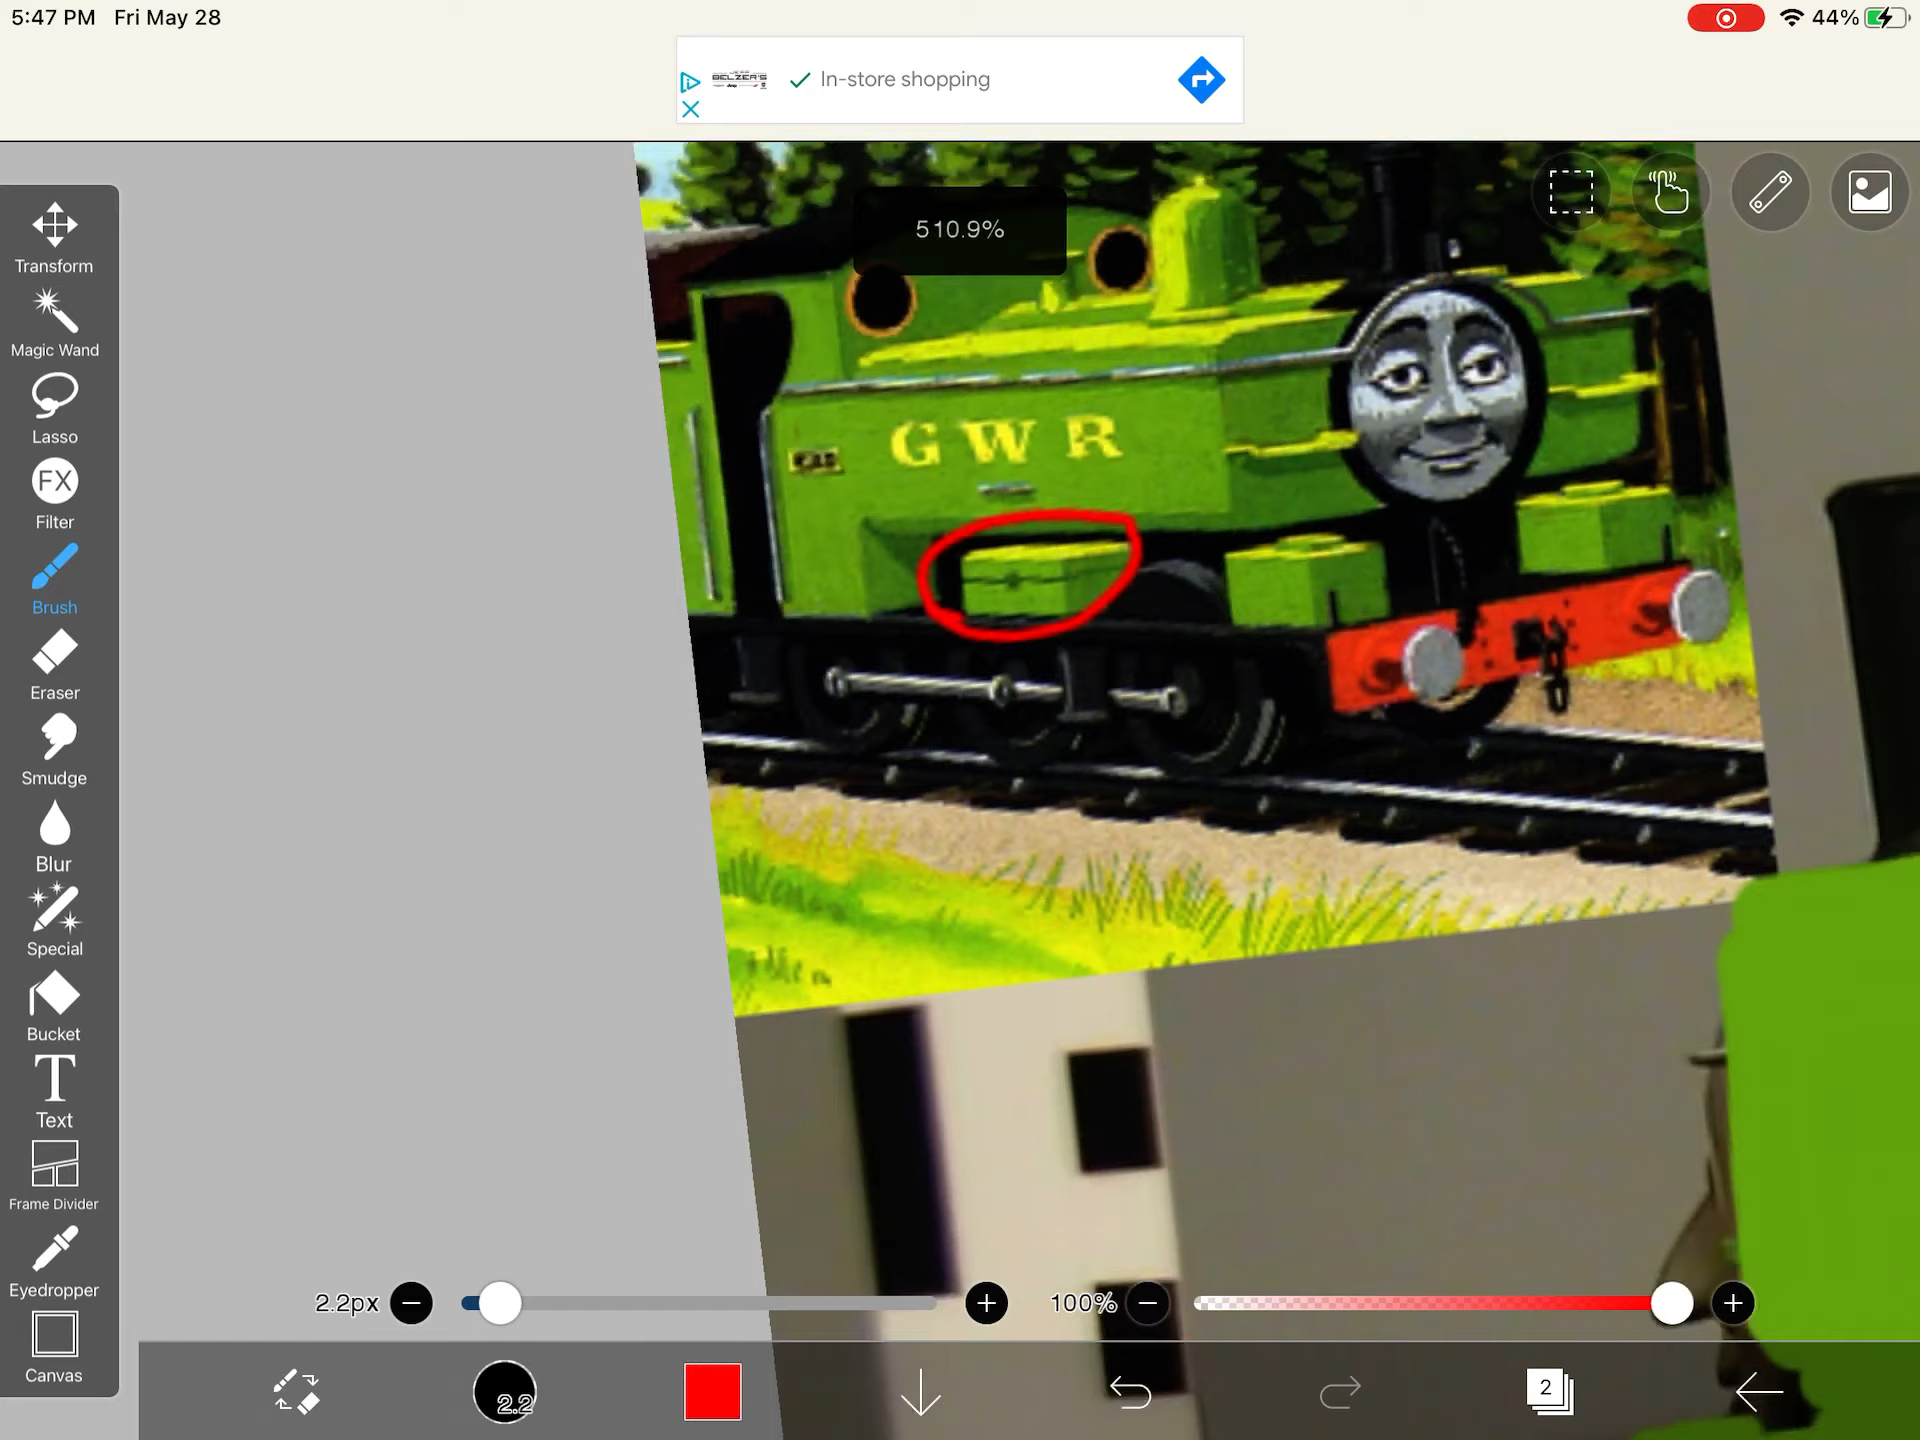 5:47 PM Fri May 28
44%
BELZER'S
In-store shopping
510.9%
Transform
Magic Wand
Lasso
FX
Filter
Brush
Eraser
Smudge
Blur
Special
Bucket
T
Text
Frame Divider
Eyedropper
Canvas
G W R
2.2px
100%
2.2
2